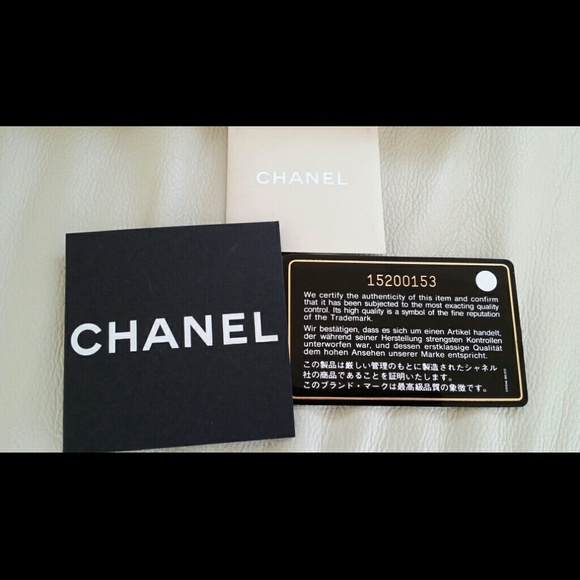 CHANEL
CHANEL
15200153
We certify the authenticity of this item and confirm
that it has been subjected to the most exacting quality
control. Its high quality is a symbol of the fine reputation
of the Trademark.
Wir bestätigen, dass es sich um einen Artikel handelt,
der während seiner Herstellung strengsten Kontrollen
unterworfen war, und dessen erstklassige Qualität
dem hohen Ansehen unserer Marke entspricht.
この製品は厳しい管理のもとに製造されたシャネル
社の商品であることを証明いたします。
このブランド・マークは最高級品質の象徴です。